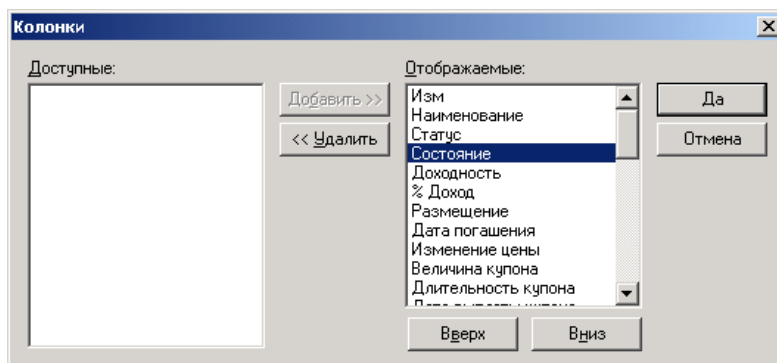 Колонки
Доступные:
Добавить >>
<< Удалить
Отображаемые:
Изм
Наименование
Статус
Состояние
Доходность
% Доход
Размещение
Дата погашения
Изменение цены
Величина купона
Длительность купона
Вверх
Вниз
Да
Отмена